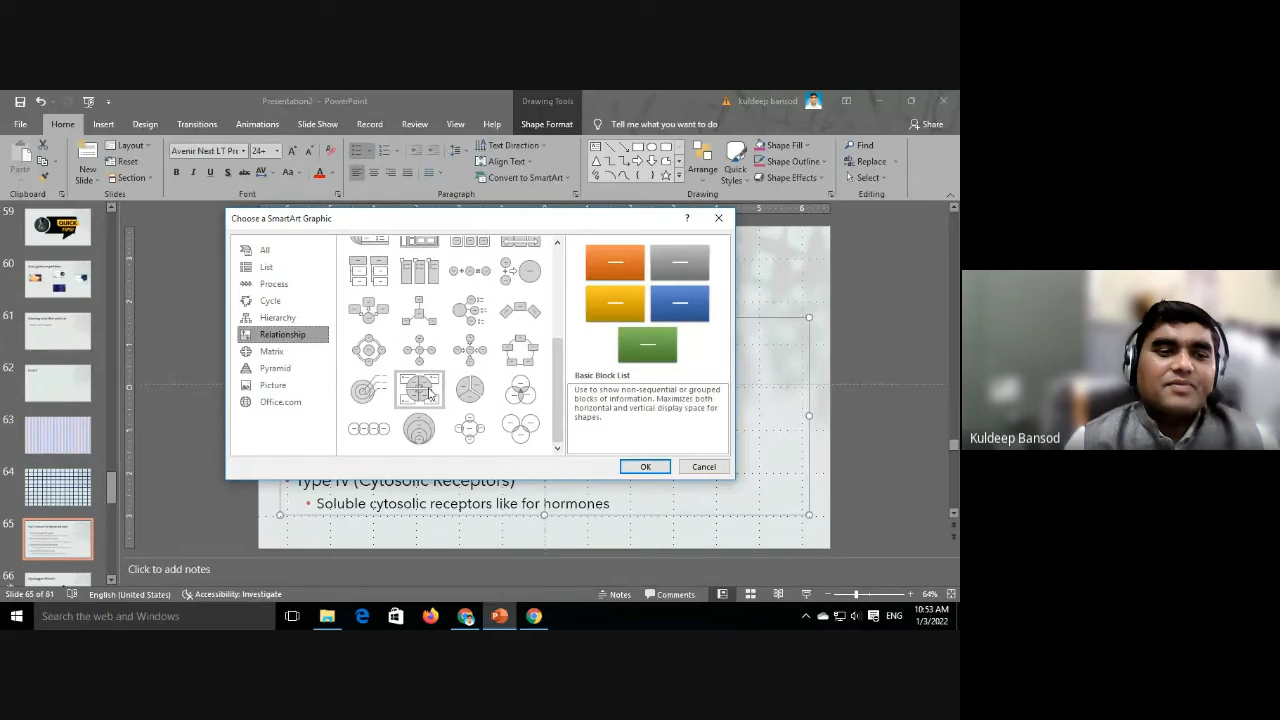 Presentation2 - PowerPoint
Drawing Tools
kuldeep bansod
File Home Insert Design Transitions Animations Slide Show Record Review View Help Shape Format Tell me what you want to do Share
Paste
New Slide
Layout
Reset
Section
Avenir Next LT Pro 24
Text Direction
Align Text
Convert to SmartArt
Arrange
Quick Styles
Shape Fill
Shape Outline
Shape Effects
Find
Replace
Select
Clipboard Slides Font Paragraph Drawing Editing
59
QUICK
60
61
62
63
64
65
66
Choose a SmartArt Graphic
All
List
Process
Cycle
Hierarchy
Relationship
Matrix
Pyramid
Picture
Office.com
Basic Block List
Use to show non-sequential or grouped
blocks of information. Maximizes both
horizontal and vertical display space for
shapes.
OK Cancel
Type IV (Cytosolic Receptors)
Soluble cytosolic receptors like for hormones
Click to add notes
Slide 65 of 81 English (United States) Accessibility: Investigate Notes Comments 64%
Search the web and Windows
ENG
10:53 AM
1/3/2022
Kuldeep Bansod